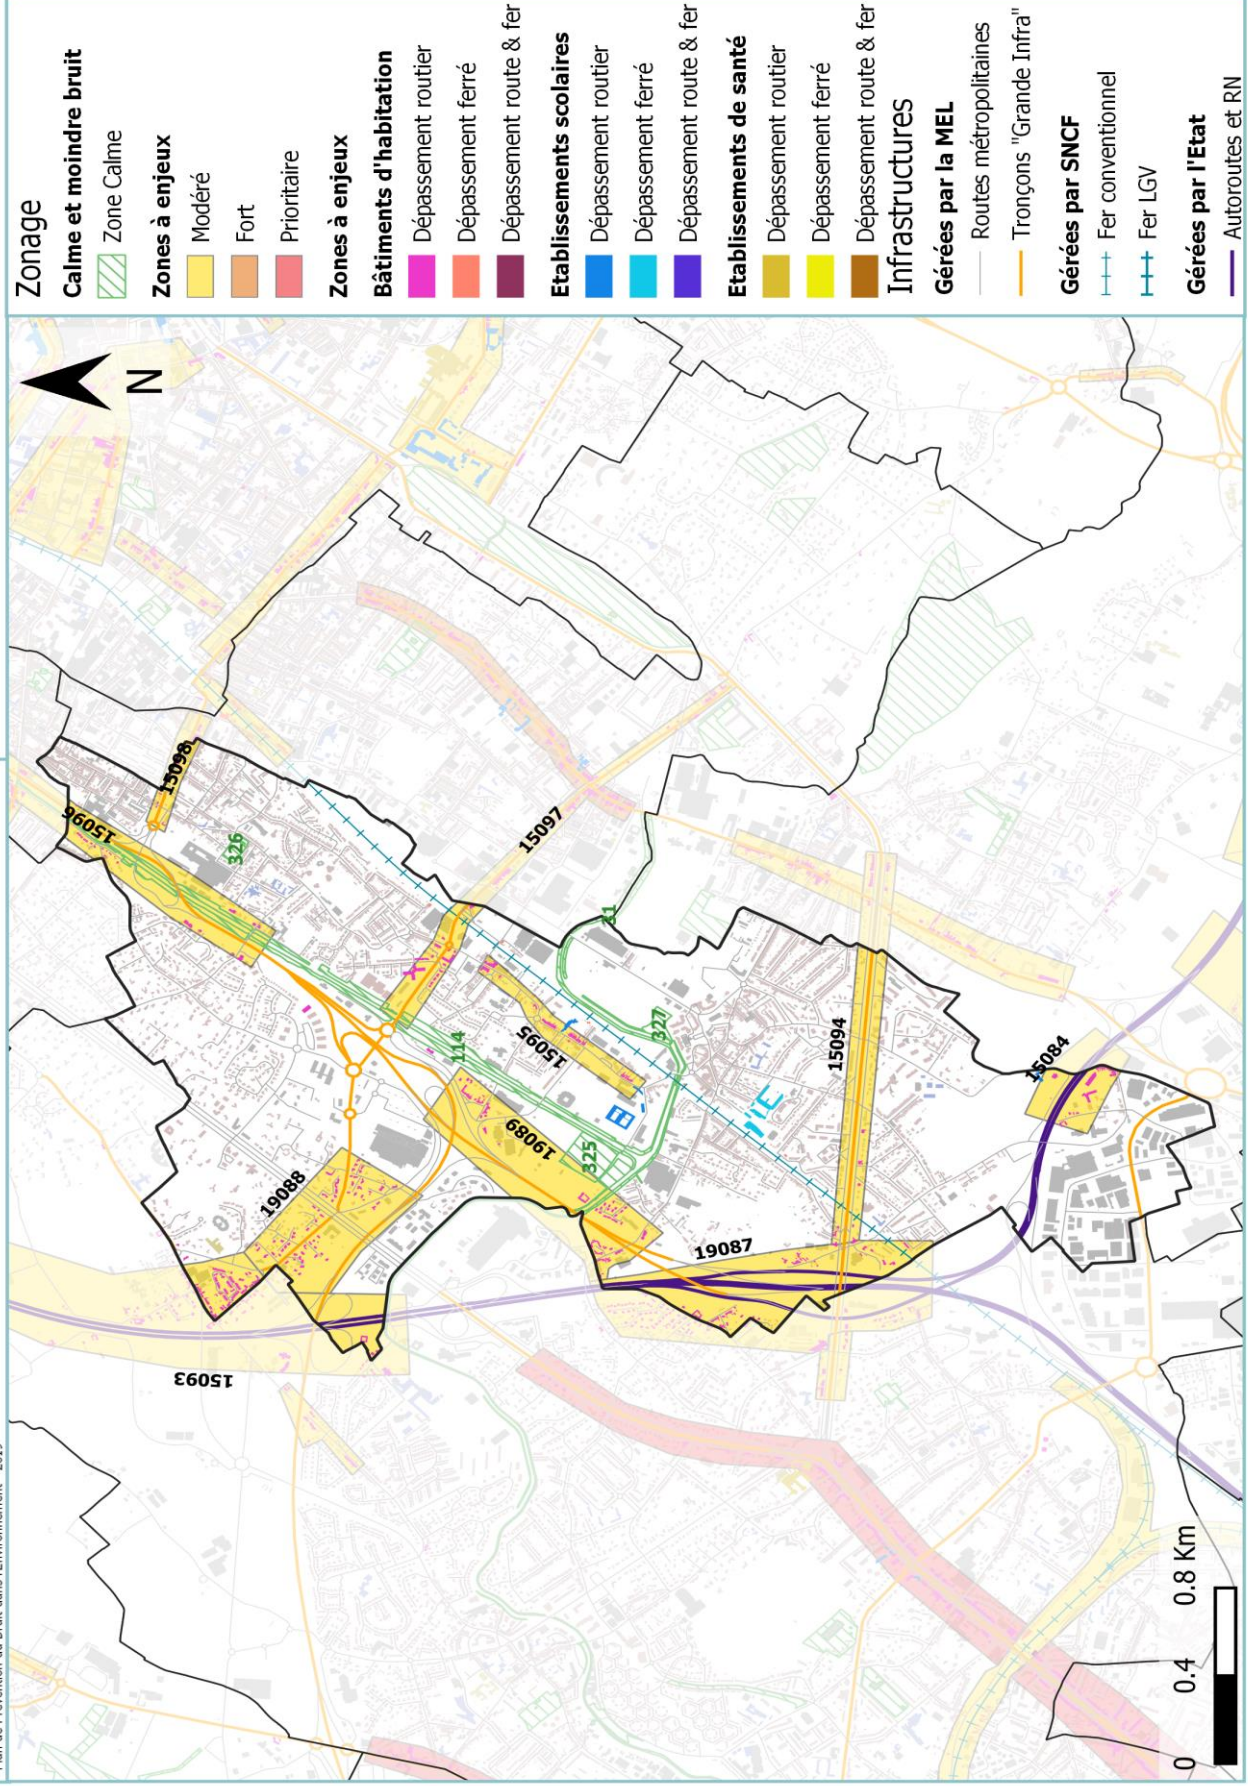 Zonage
Calme et moindre bruit
Zone Calme
Zones à enjeux
Modéré
Fort
Prioritaire
Zones à enjeux
Bâtiments d'habitation
Dépassement routier
Dépassement ferré
Dépassement route & fer
Etablissements scolaires
Dépassement routier
Dépassement ferré
Dépassement route & fer
Etablissements de santé
Dépassement routier
Dépassement ferré
Dépassement route & fer
Infrastructures
Gérées par la MEL
Routes métropolitaines
Tronçons "Grande Infra"
Gérées par SNCF
Fer conventionnel
Fer LGV
Gérées par l'Etat
Autoroutes et RN
N
15096
15098
326
15097
114
31
15095
327
19089
325
19088
15094
15084
19087
15093
0
0.4
0.8 Km